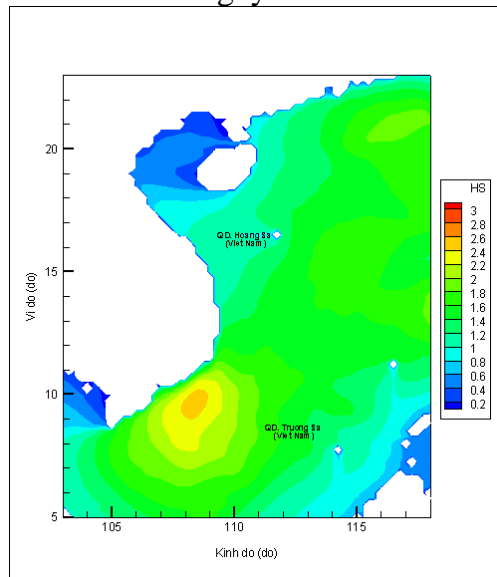 HS
3
2.8
2.6
2.4
2.2
2
1.8
1.6
1.4
1.2
1
0.8
0.6
0.4
0.2
QD. Hoang Sa
(Viet Nam)
QD. Truong Sa
(Viet Nam)
Vi do (do)
20
15
10
5
105 110 115
Kinh do (do)